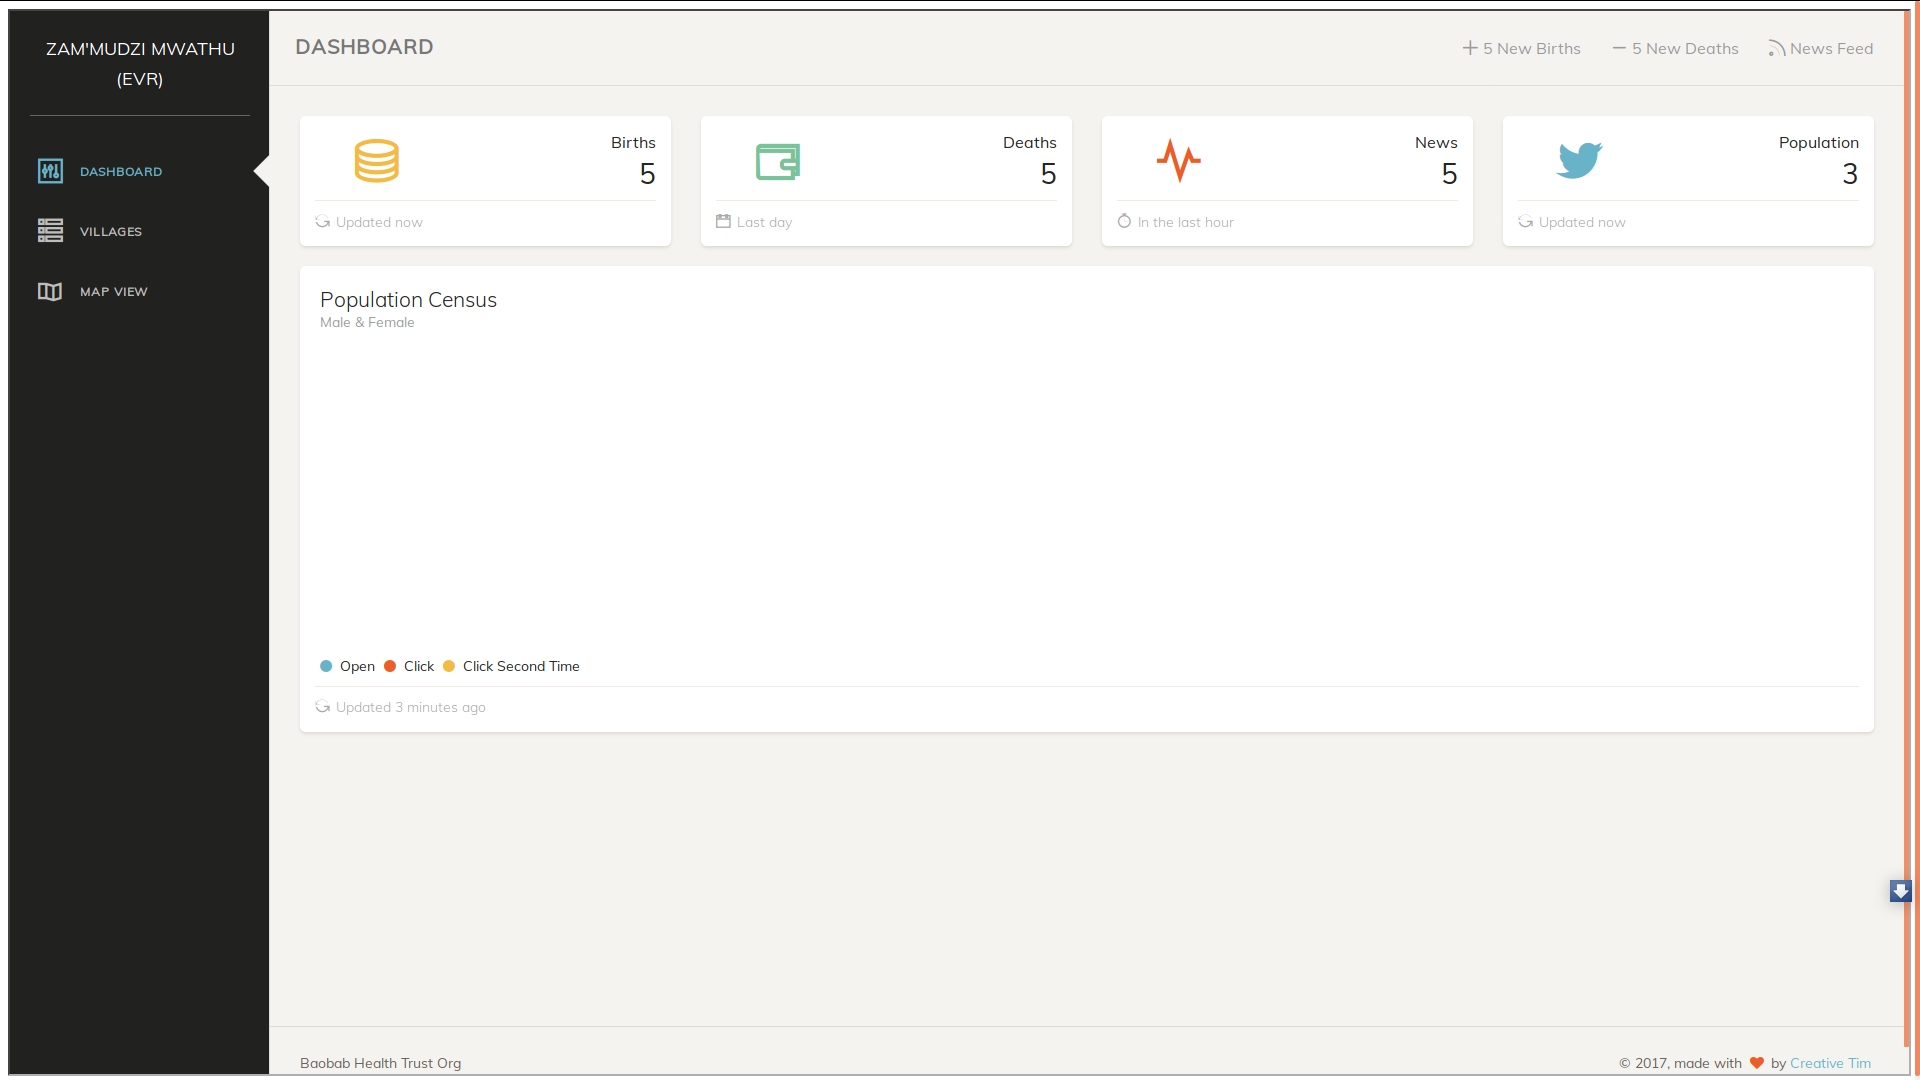 ZAM'MUDZI MWATHU
(EVR)
DASHBOARD
VILLAGES
MAP VIEW
DASHBOARD
5 New Births
5 New Deaths
News Feed
Births
5
Updated now
Deaths
5
Last day
News
5
In the last hour
Population
3
Updated now
Population Census
Male & Female
Open Click Click Second Time
Updated 3 minutes ago
Baobab Health Trust Org
© 2017, made with by Creative Tim